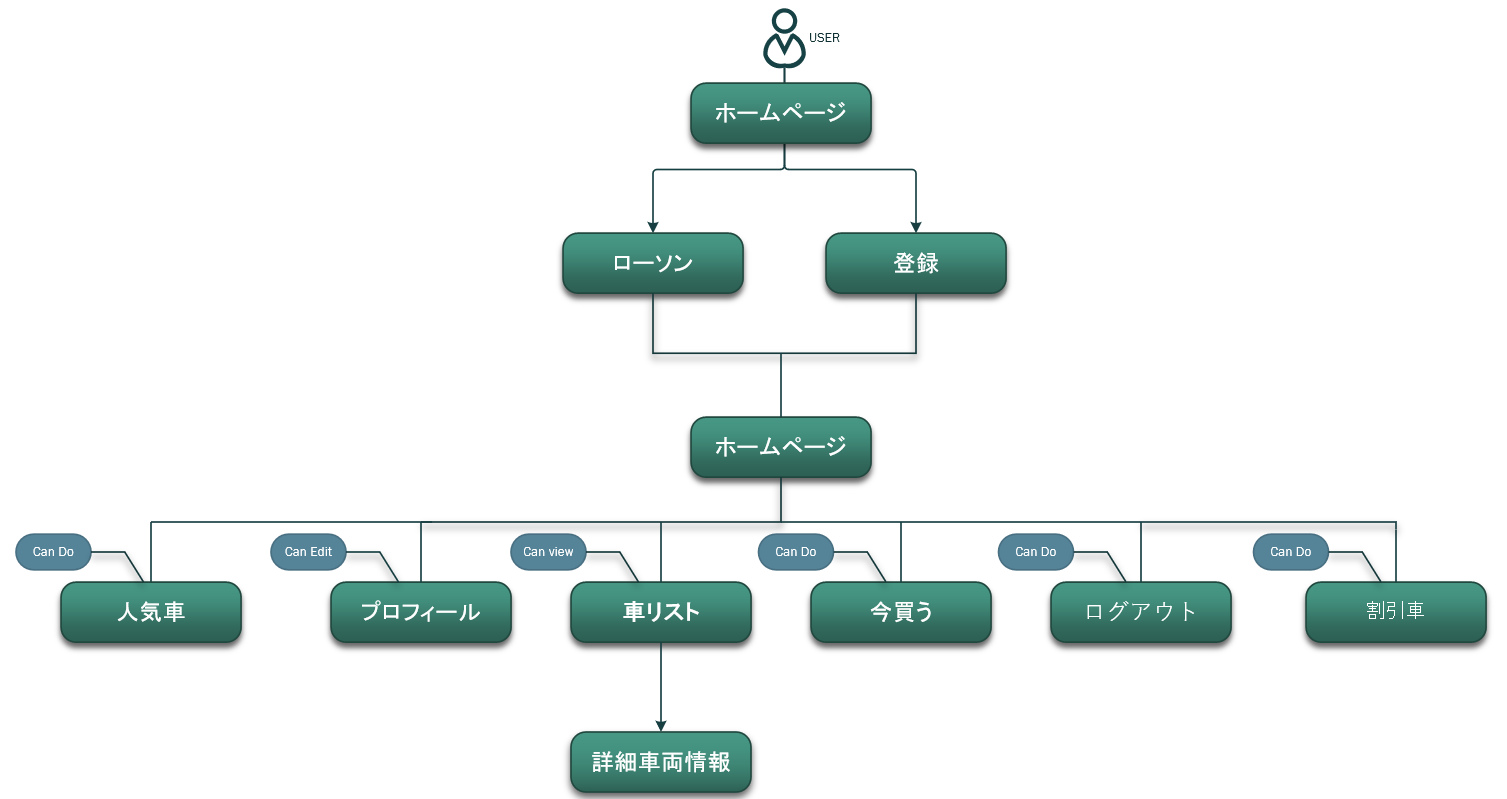 USER
ホームページ
ローソン
登録
ホームページ
Can Do
Can Edit
Can view
Can Do
Can Do
Can Do
人気車
プロフィール
車リスト
今買う
ログアウト
割引車
詳細車両情報